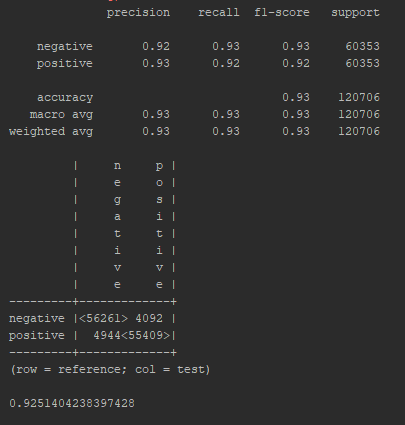 precision    recall  f1-score   support

    negative       0.92      0.93      0.93     60353
    positive       0.93      0.92      0.92     60353

    accuracy                           0.93    120706
   macro avg       0.93      0.93      0.93    120706
weighted avg       0.93      0.93      0.93    120706

         |     n     p |
         |     e     o |
         |     g     s |
         |     a     i |
         |     t     t |
         |     i     i |
         |     v     v |
         |     e     e |
---------+-------------+
negative |<56261> 4092 |
positive |  4944<55409>|
---------+-------------+
(row = reference; col = test)

0.9251404238397428